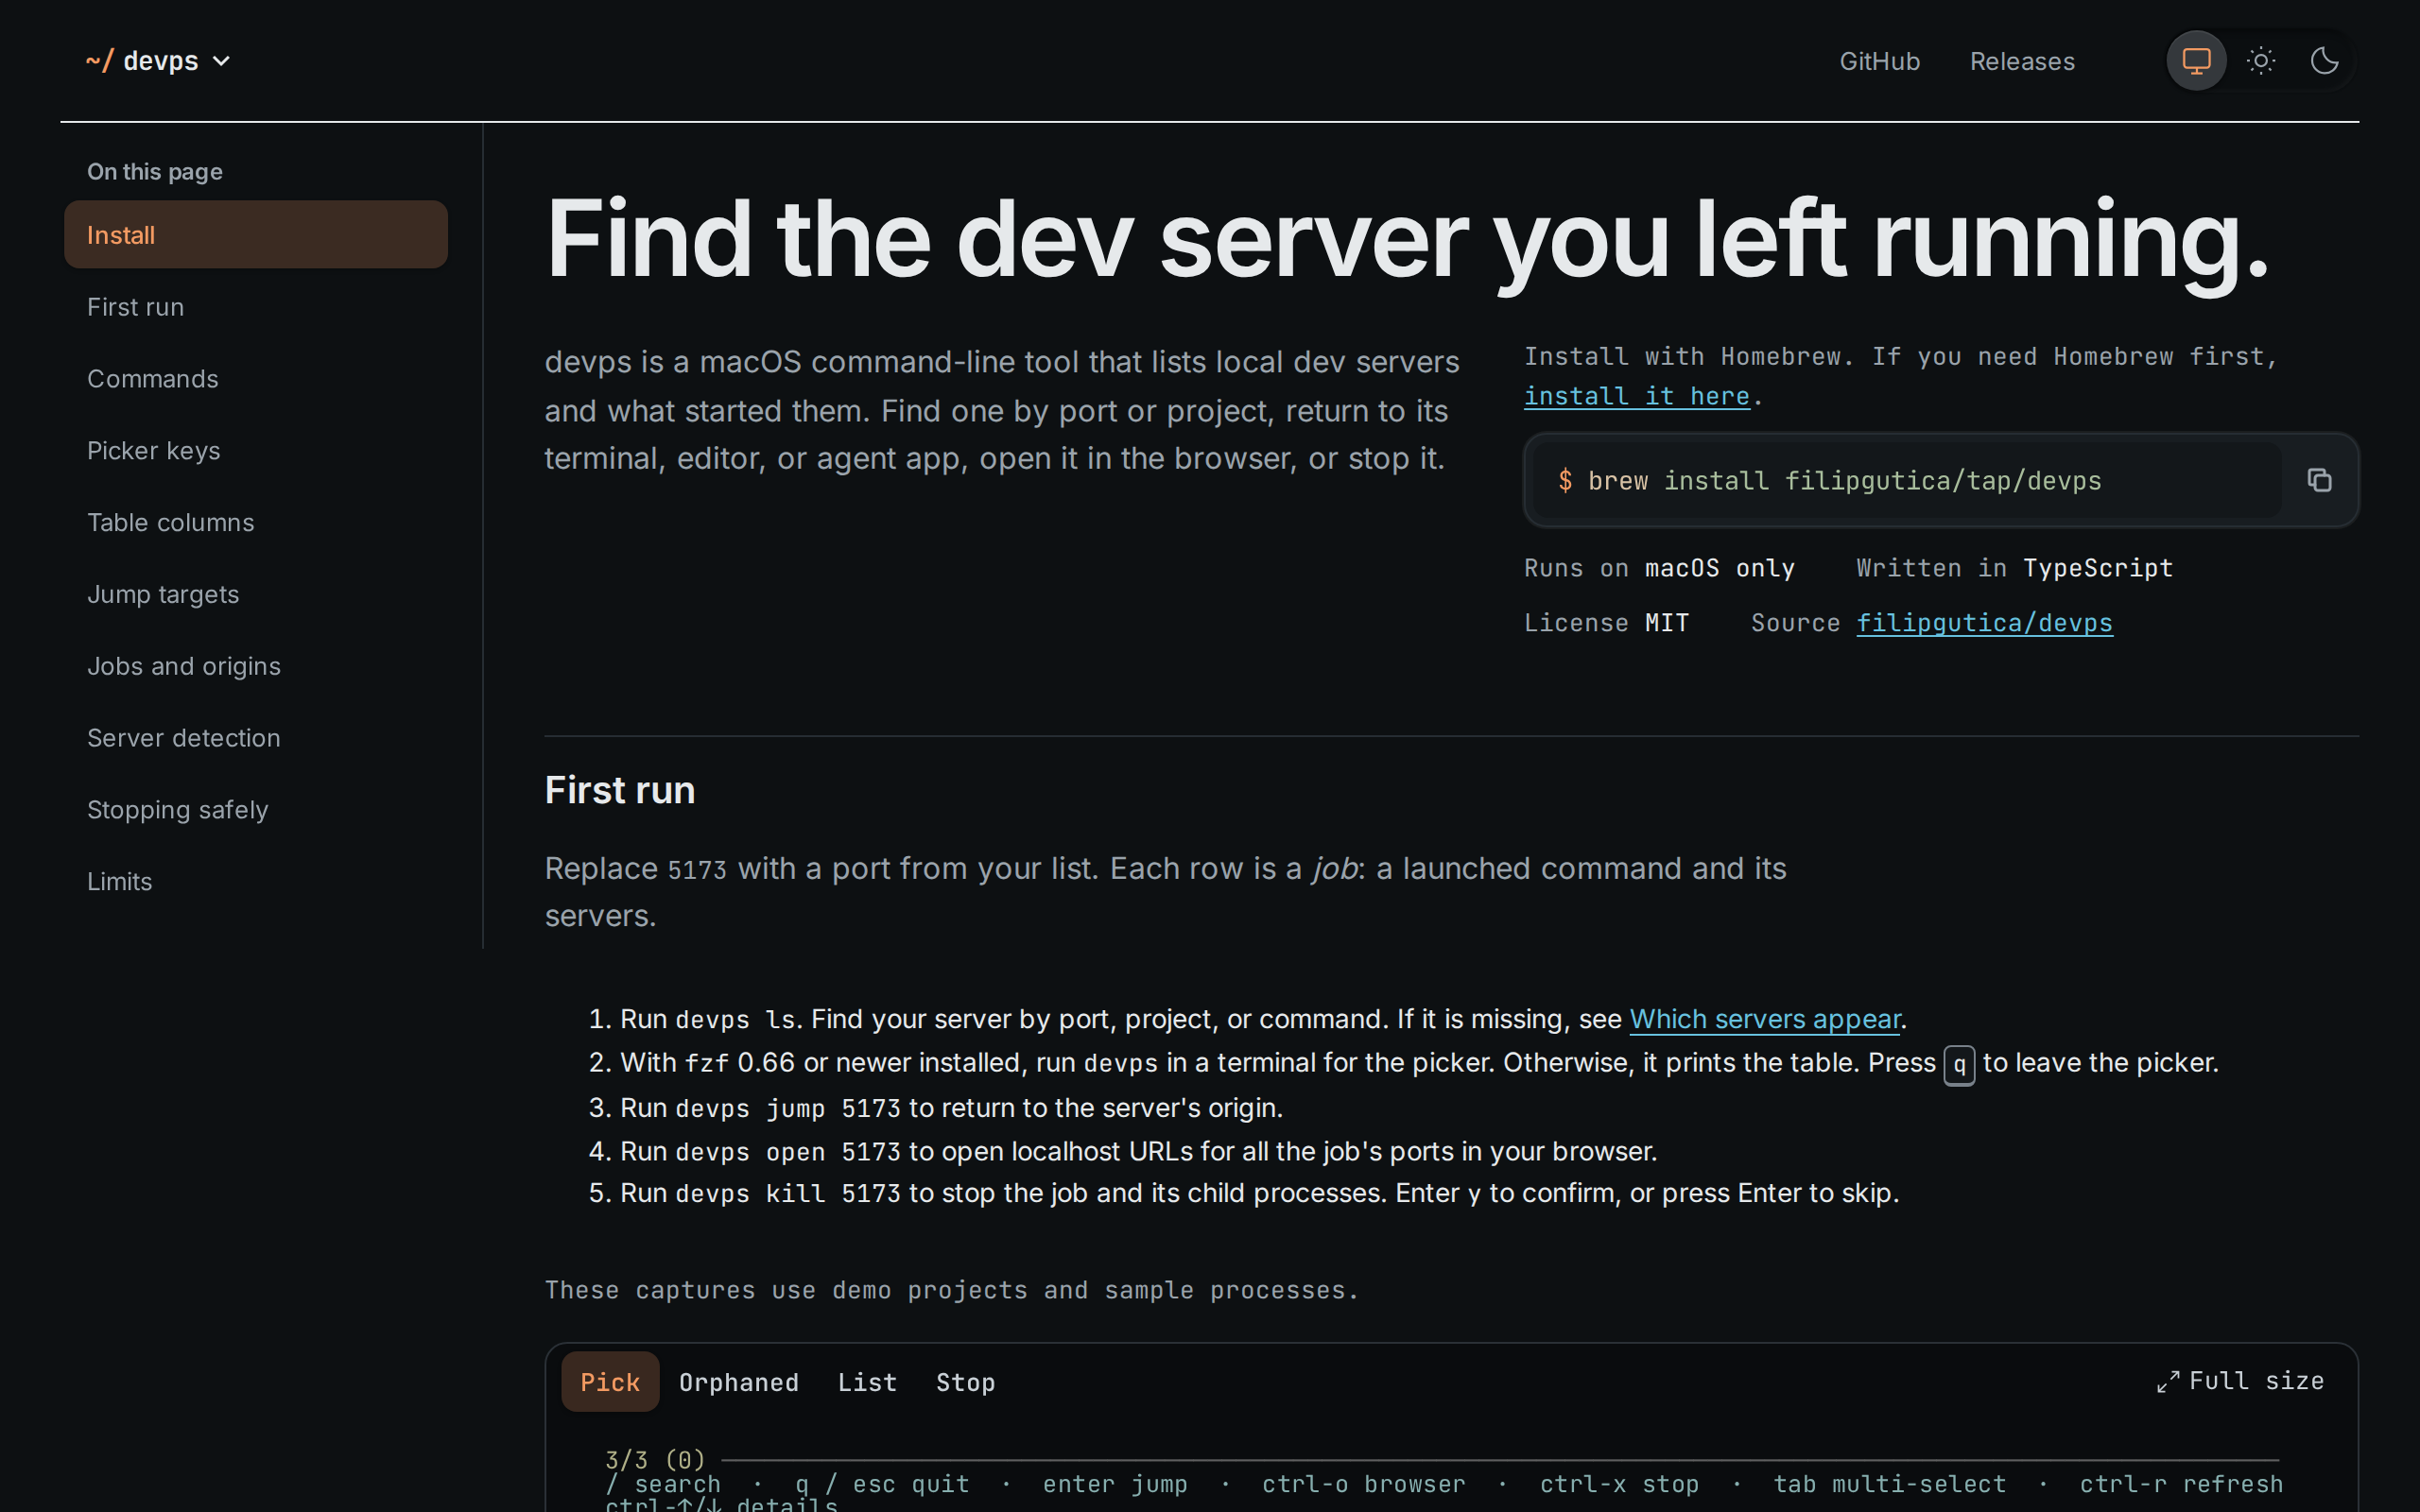 ~/ devps
GitHub
Releases
On this page
Install
First run
Commands
Picker keys
Table columns
Jump targets
Jobs and origins
Server detection
Stopping safely
Limits
Find the dev server you left running.
devps is a macOS command-line tool that lists local dev servers
and what started them. Find one by port or project, return to its
terminal, editor, or agent app, open it in the browser, or stop it.
Install with Homebrew. If you need Homebrew first,
install it here.
$ brew install filipgutica/tap/devps
Runs on macOS only Written in TypeScript
License MIT Source filipgutica/devps
First run
Replace 5173 with a port from your list. Each row is a job: a launched command and its
servers.
1. Run devps ls. Find your server by port, project, or command. If it is missing, see Which servers appear.
2. With fzf 0.66 or newer installed, run devps in a terminal for the picker. Otherwise, it prints the table. Press q to leave the picker.
3. Run devps jump 5173 to return to the server's origin.
4. Run devps open 5173 to open localhost URLs for all the job's ports in your browser.
5. Run devps kill 5173 to stop the job and its child processes. Enter y to confirm, or press Enter to skip.
These captures use demo projects and sample processes.
Pick Orphaned List Stop Full size
3/3 (0)
/ search · q / esc quit · enter jump · ctrl-o browser · ctrl-x stop · tab multi-select · ctrl-r refresh
ctrl-↑/↓ details